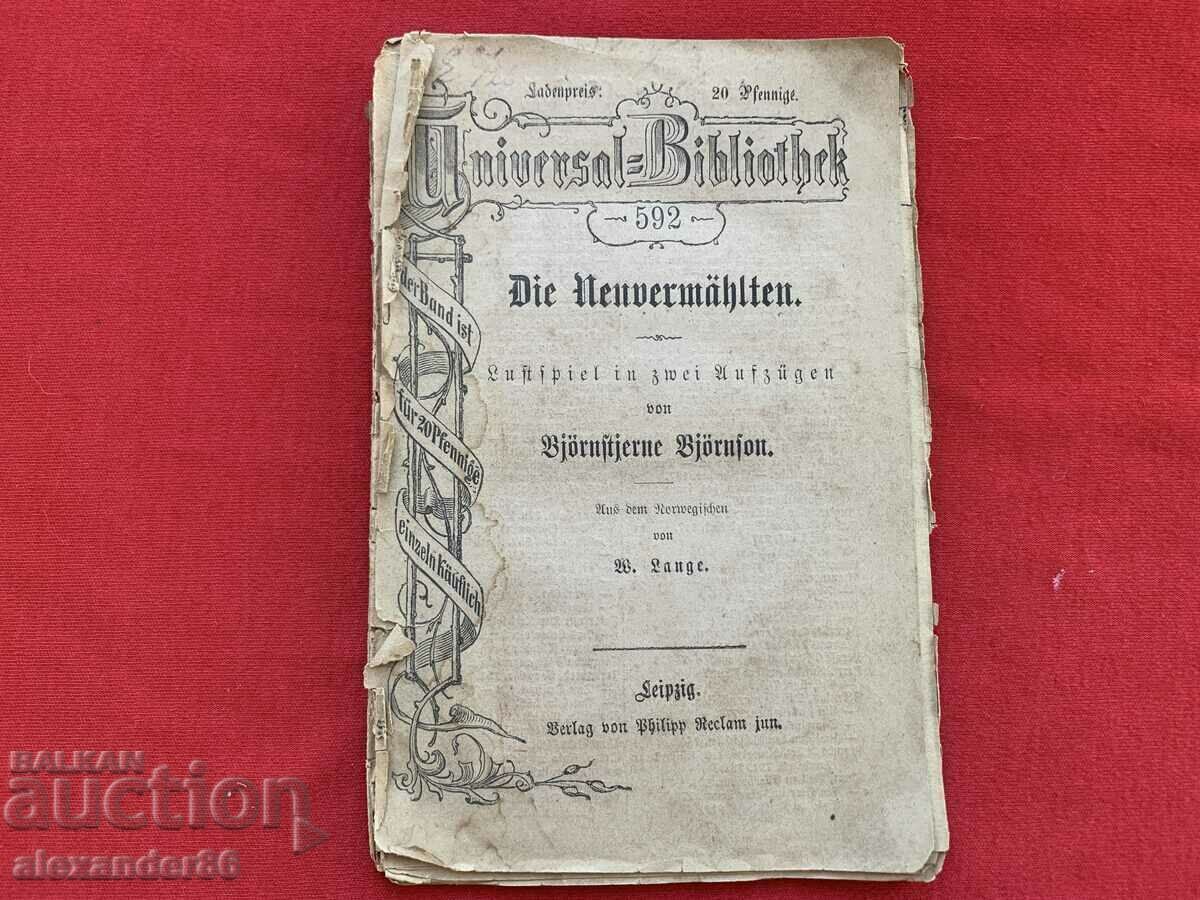 Ladenpreis: 20 Pfennige.
Universal-Bibliothek
592
Die Neuvermählten.
Luſtſpiel in zwei Aufzügen
von
Björnſtjerne Björnſon.
Aus dem Norwegiſchen
von
W. Lange.
Leipzig.
Verlag von Philipp Reclam jun.
der Band ist
für 20 Pfennige
einzeln käuflich
BALKAN
auction
alexander86